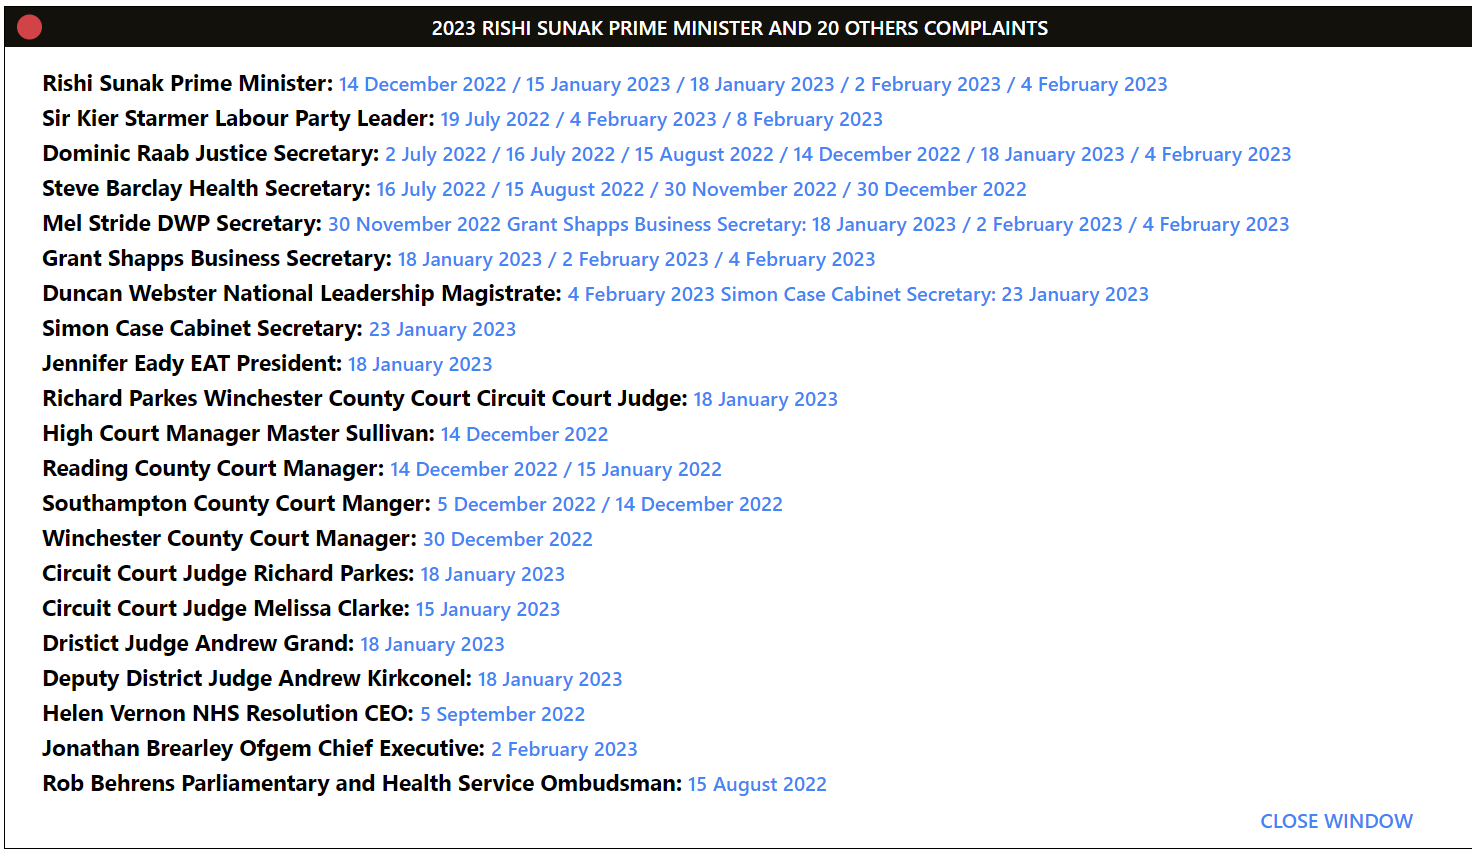 2023 RISHI SUNAK PRIME MINISTER AND 20 OTHERS COMPLAINTS
Rishi Sunak Prime Minister: 14 December 2022 / 15 January 2023 / 18 January 2023 / 2 February 2023 / 4 February 2023
Sir Kier Starmer Labour Party Leader: 19 July 2022 / 4 February 2023 / 8 February 2023
Dominic Raab Justice Secretary: 2 July 2022 / 16 July 2022 / 15 August 2022 / 14 December 2022 / 18 January 2023 / 4 February 2023
Steve Barclay Health Secretary: 16 July 2022 / 15 August 2022 / 30 November 2022 / 30 December 2022
Mel Stride DWP Secretary: 30 November 2022 Grant Shapps Business Secretary: 18 January 2023 / 2 February 2023 / 4 February 2023
Grant Shapps Business Secretary: 18 January 2023 / 2 February 2023 / 4 February 2023
Duncan Webster National Leadership Magistrate: 4 February 2023 Simon Case Cabinet Secretary: 23 January 2023
Simon Case Cabinet Secretary: 23 January 2023
Jennifer Eady EAT President: 18 January 2023
Richard Parkes Winchester County Court Circuit Court Judge: 18 January 2023
High Court Manager Master Sullivan: 14 December 2022
Reading County Court Manager: 14 December 2022 / 15 January 2022
Southampton County Court Manger: 5 December 2022 / 14 December 2022
Winchester County Court Manager: 30 December 2022
Circuit Court Judge Richard Parkes: 18 January 2023
Circuit Court Judge Melissa Clarke: 15 January 2023
Dristict Judge Andrew Grand: 18 January 2023
Deputy District Judge Andrew Kirkconel: 18 January 2023
Helen Vernon NHS Resolution CEO: 5 September 2022
Jonathan Brearley Ofgem Chief Executive: 2 February 2023
Rob Behrens Parliamentary and Health Service Ombudsman: 15 August 2022
CLOSE WINDOW